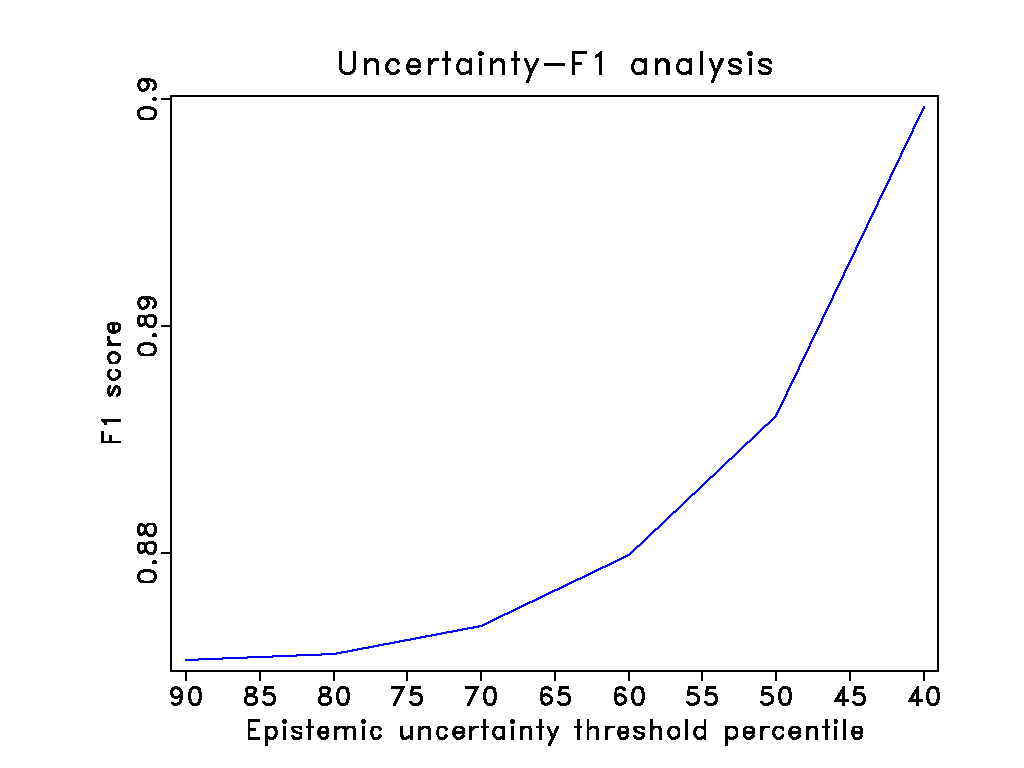 Uncertainty-F1 analysis
0.9
0.89
0.88
F1 score
90 85 80 75 70 65 60 55 50 45 40
Epistemic uncertainty threshold percentile